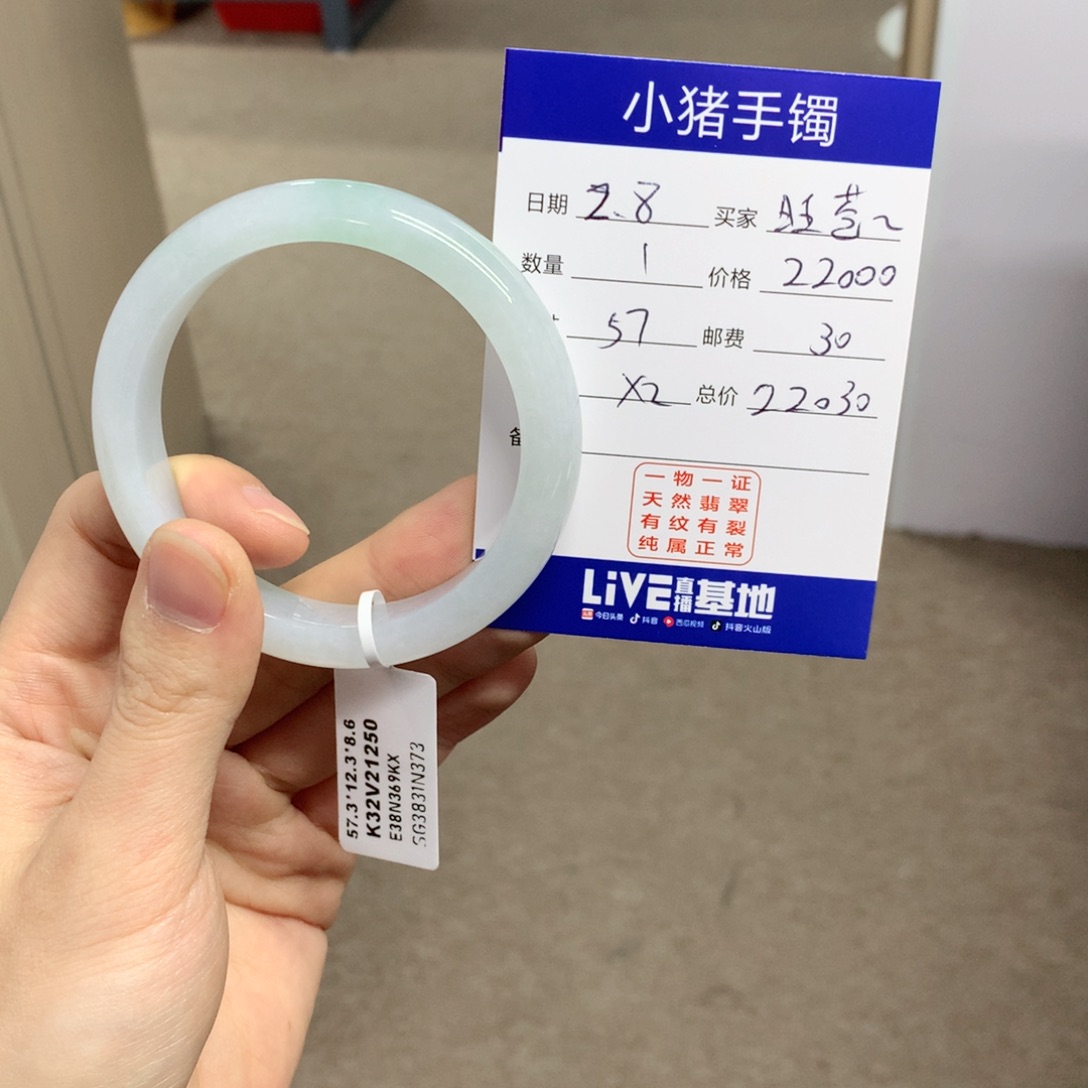 小猪手镯
日期 2.8 买家
数量 1 价格 22000
57 邮费 30
X2 总价 22030
一物一证
天然翡翠
有纹有裂
纯属正常
LiVE直播基地
今日头条 抖音 西瓜视频 抖音火山版
57.3*12.3*8.6
K32V21250
E38N369KX
SG3831N373